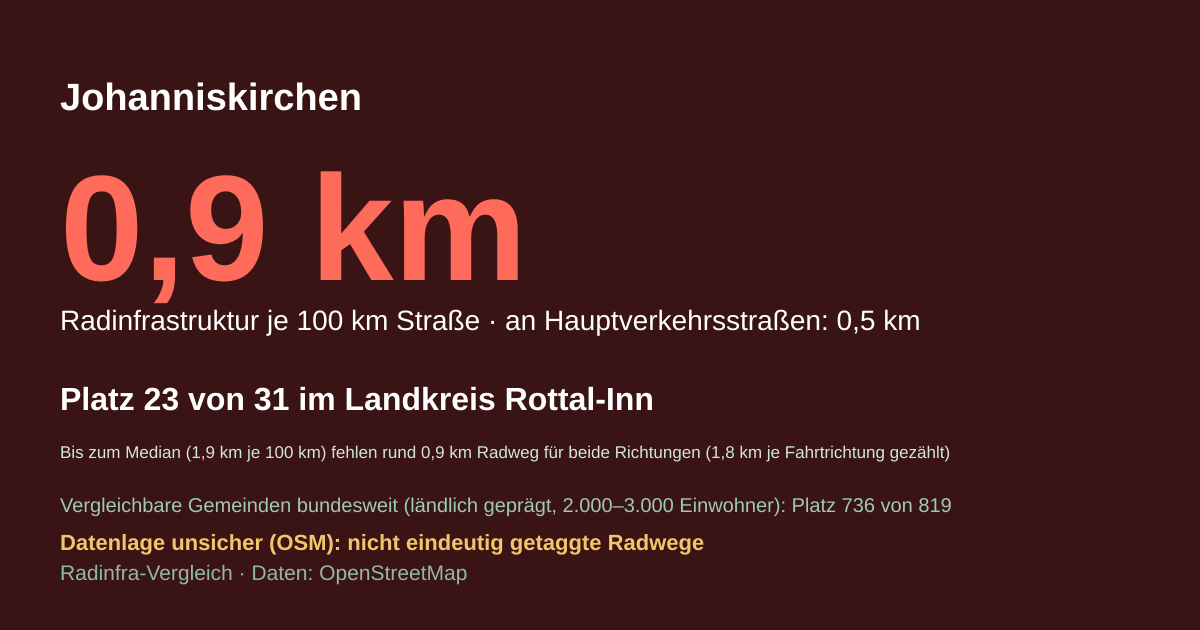 Johanniskirchen
0,9 km
Radinfrastruktur je 100 km Straße · an Hauptverkehrsstraßen: 0,5 km
Platz 23 von 31 im Landkreis Rottal-Inn
Bis zum Median (1,9 km je 100 km) fehlen rund 0,9 km Radweg für beide Richtungen (1,8 km je Fahrtrichtung gezählt)
Vergleichbare Gemeinden bundesweit (ländlich geprägt, 2.000–3.000 Einwohner): Platz 736 von 819
Datenlage unsicher (OSM): nicht eindeutig getaggte Radwege
Radinfra-Vergleich · Daten: OpenStreetMap